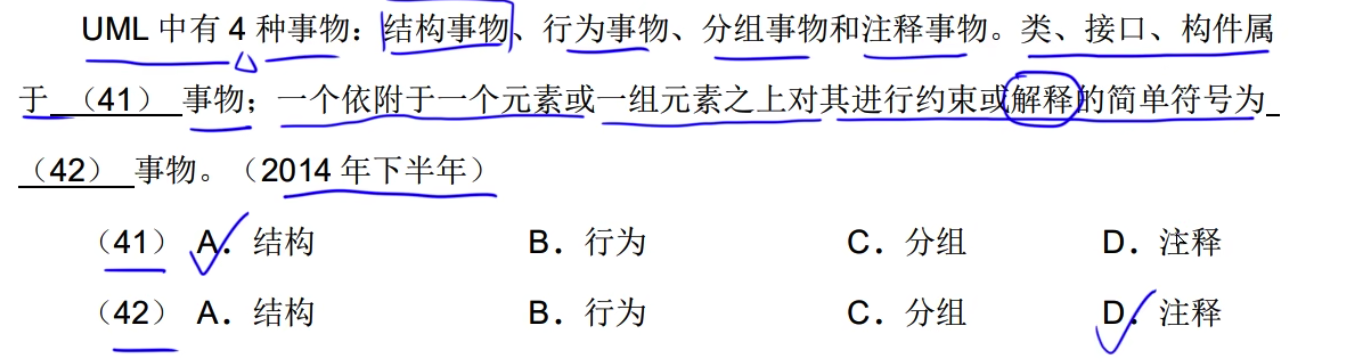 UML 中有 4 种事物：结构事物、行为事物、分组事物和注释事物。类、接口、构件属
于 （41） 事物；一个依附于一个元素或一组元素之上对其进行约束或解释的简单符号为
（42） 事物。（2014 年下半年）
（41） A．结构 B．行为 C．分组 D．注释
（42） A．结构 B．行为 C．分组 D．注释